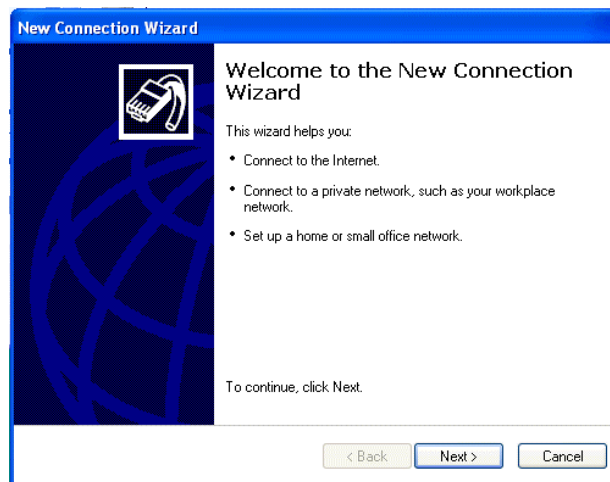 New Connection Wizard
Welcome to the New Connection
Wizard
This wizard helps you:
• Connect to the Internet.
• Connect to a private network, such as your workplace
network.
• Set up a home or small office network.
To continue, click Next.
< Back Next > Cancel